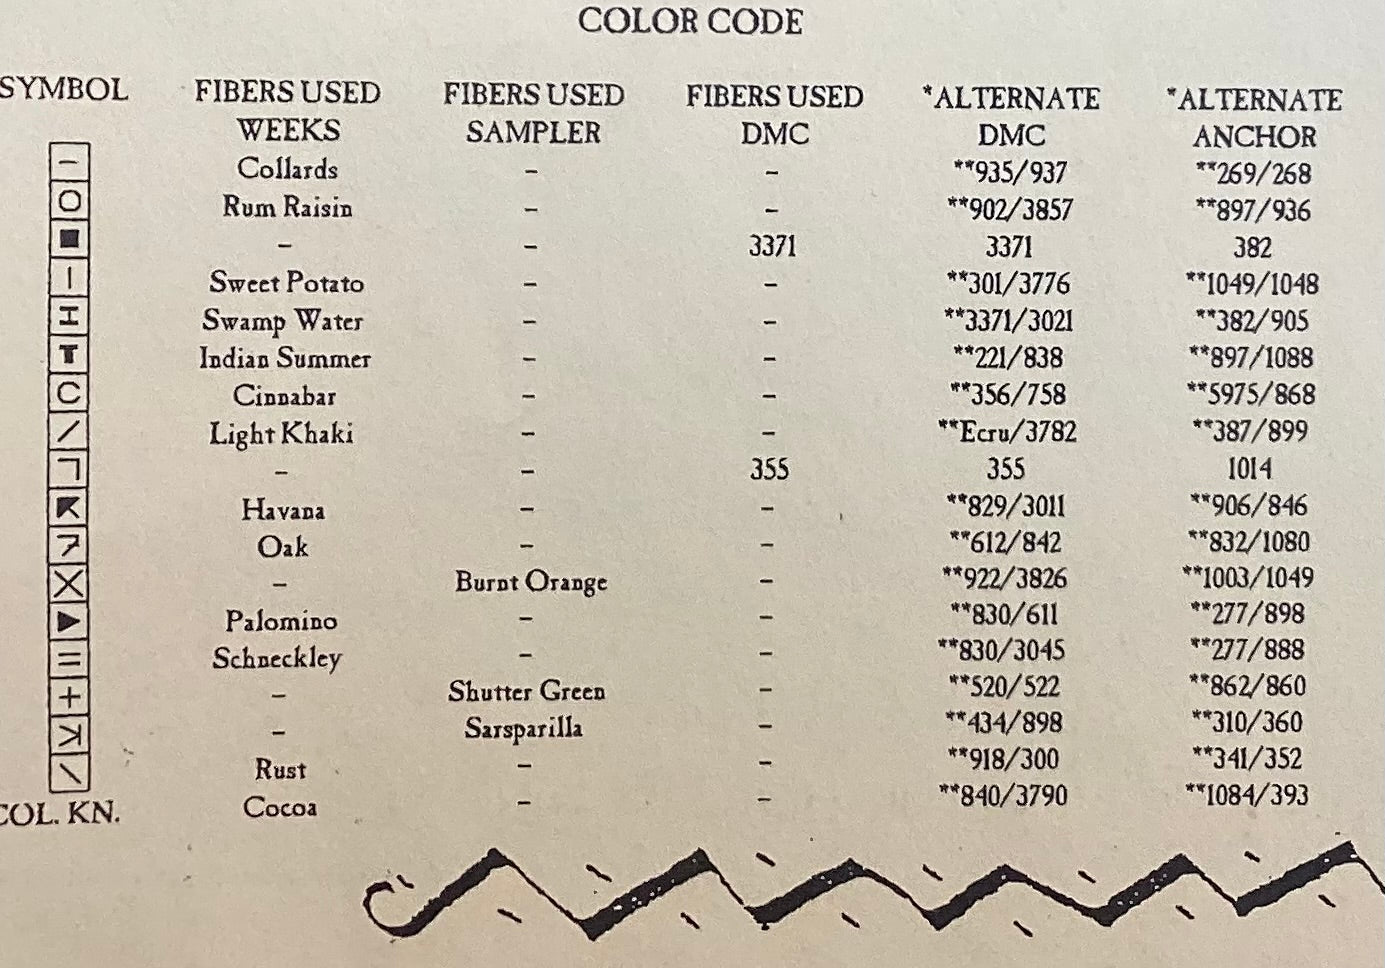 COLOR CODE
SYMBOL FIBERS USED FIBERS USED FIBERS USED *ALTERNATE *ALTERNATE
WEEKS SAMPLER DMC DMC ANCHOR
– Collards – – **935/937 **269/268
O Rum Raisin – – **902/3857 **897/936
■ – – 3371 3371 382
| Sweet Potato – – **301/3776 **1049/1048
I Swamp Water – – **3371/3021 **382/905
T Indian Summer – – **221/838 **897/1088
C Cinnabar – – **356/758 **5975/868
/ Light Khaki – – **Ecru/3782 **387/899
– – 355 355 1014
Havana – – **829/3011 **906/846
Oak – – **612/842 **832/1080
X – Burnt Orange – **922/3826 **1003/1049
▶ Palomino – – **830/611 **277/898
= Schneckley – – **830/3045 **277/888
+ – Shutter Green – **520/522 **862/860
– Sarsparilla – **434/898 **310/360
\ Rust – – **918/300 **341/352
COL. KN. Cocoa – – **840/3790 **1084/393